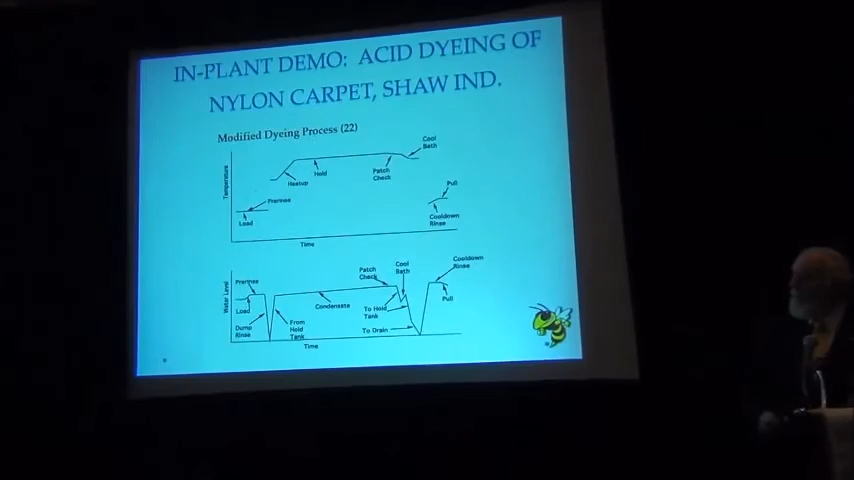 IN-PLANT DEMO: ACID DYEING OF
NYLON CARPET, SHAW IND.
Modified Dyeing Process (22)
Temperature
Cool
Bath
Hold
Patch
Check
Heatup
Pull
Prerinse
Load
Cooldown
Rinse
Time
Water Level
Prerinse
Patch
Check
Cool
Bath
Cooldown
Rinse
Load
Condensate
To Hold
Tank
Pull
Dump
Rinse
From
Hold
Tank
To Drain
Time